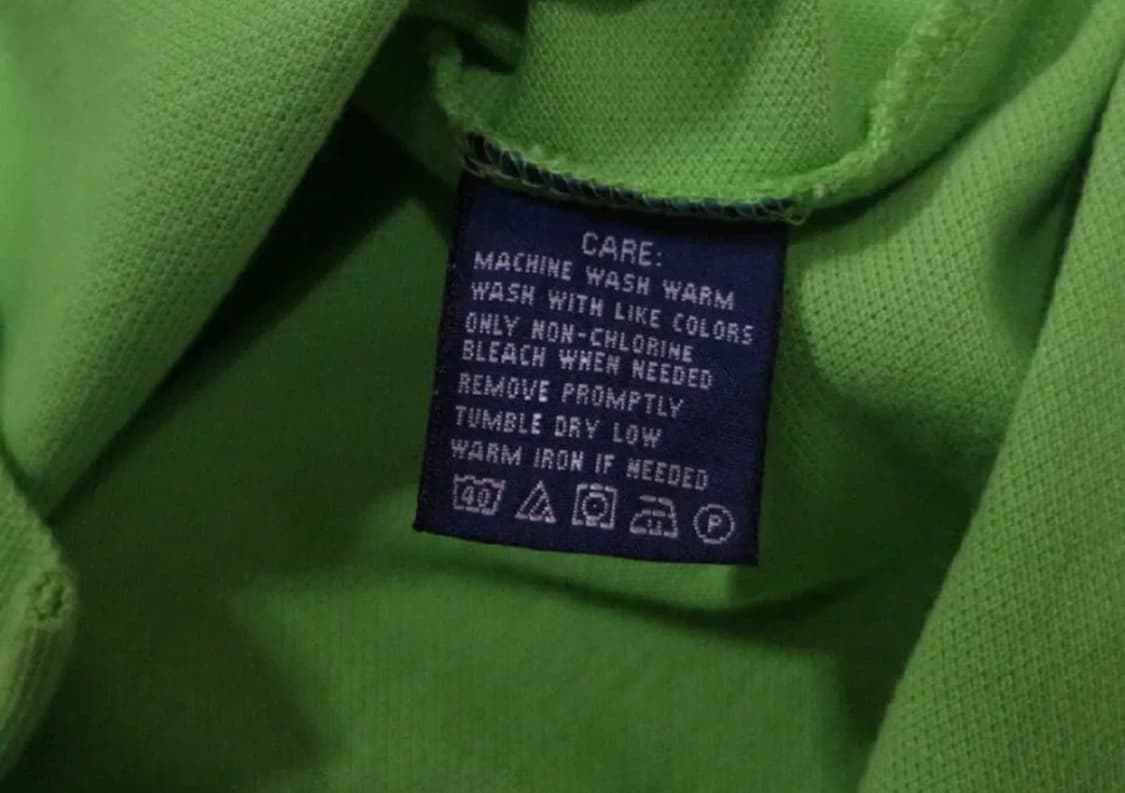 CARE:
MACHINE WASH WARM
WASH WITH LIKE COLORS
ONLY NON-CHLORINE
BLEACH WHEN NEEDED
REMOVE PROMPTLY
TUMBLE DRY LOW
WARM IRON IF NEEDED
40 P